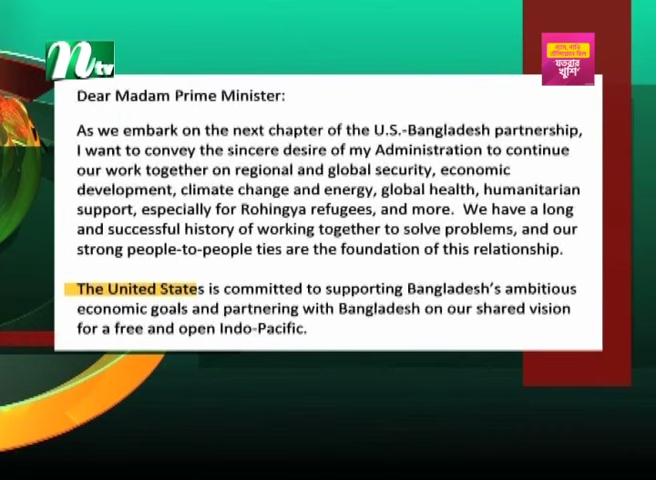 ntv
যতবার
খুশি
Dear Madam Prime Minister:
As we embark on the next chapter of the U.S.-Bangladesh partnership,
I want to convey the sincere desire of my Administration to continue
our work together on regional and global security, economic
development, climate change and energy, global health, humanitarian
support, especially for Rohingya refugees, and more. We have a long
and successful history of working together to solve problems, and our
strong people-to-people ties are the foundation of this relationship.
The United States is committed to supporting Bangladesh's ambitious
economic goals and partnering with Bangladesh on our shared vision
for a free and open Indo-Pacific.